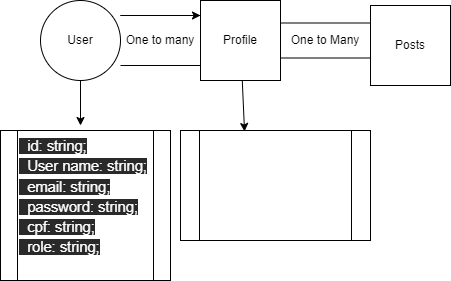 User
One to many
Profile
One to Many
Posts
id: string;
User name: string;
email: string;
password: string;
cpf: string;
role: string;